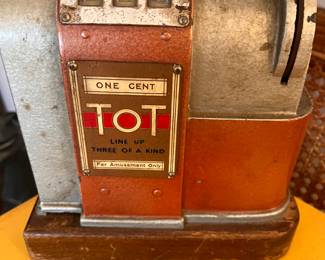 ONE CENT
TOT
LINE UP
THREE OF A KIND
For Amusement Only